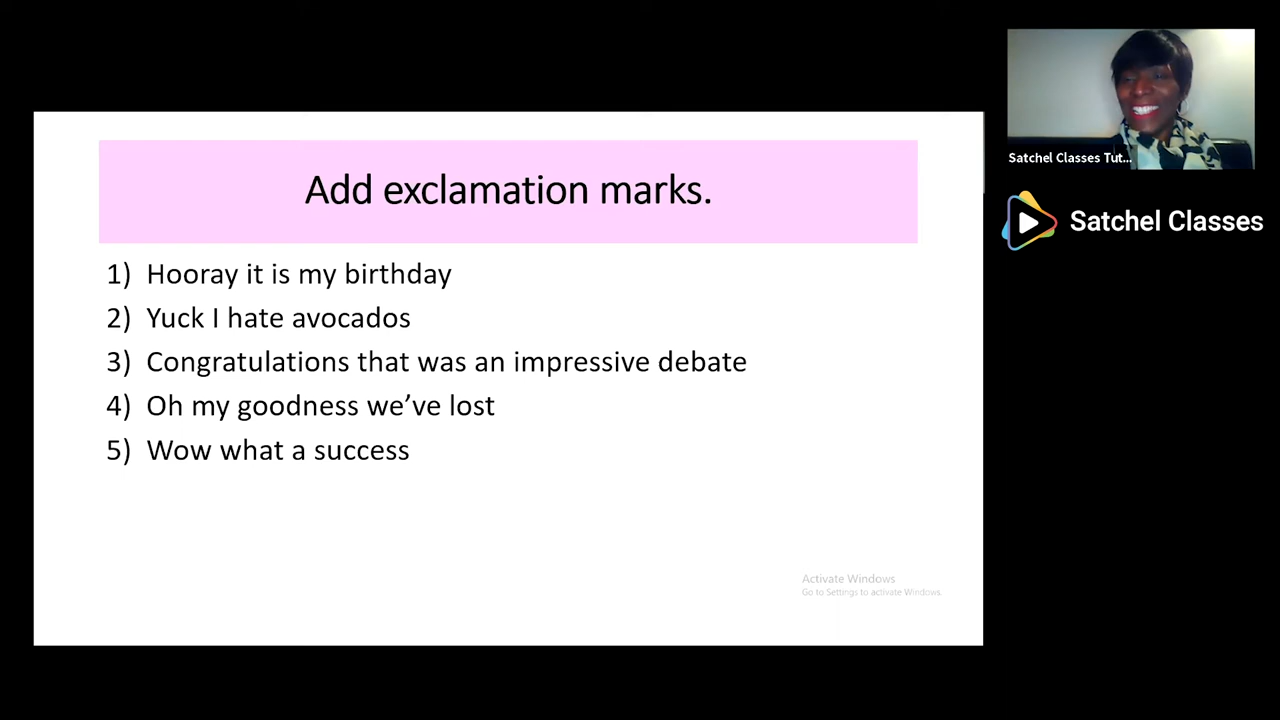 Add exclamation marks.
1) Hooray it is my birthday
2) Yuck I hate avocados
3) Congratulations that was an impressive debate
4) Oh my goodness we’ve lost
5) Wow what a success
Activate Windows
Go to Settings to activate Windows.
Satchel Classes Tut...
Satchel Classes